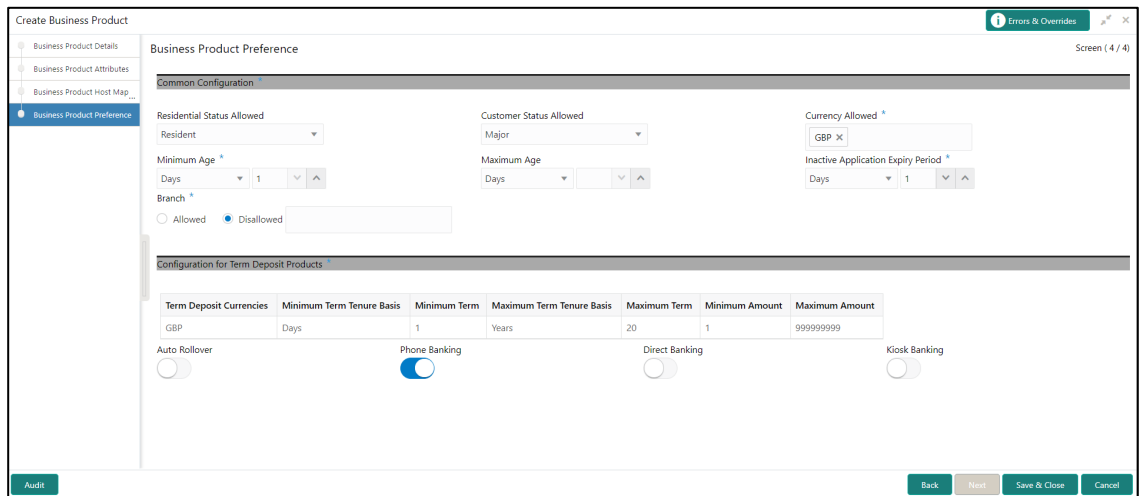 Create Business Product
Errors & Overrides
Business Product Details
Business Product Attributes
Business Product Host Map...
Business Product Preference
Business Product Preference
Screen ( 4 / 4)
Common Configuration *
Residential Status Allowed
Customer Status Allowed
Currency Allowed *
Resident
Major
GBP ×
Minimum Age *
Maximum Age
Inactive Application Expiry Period *
Days 1
Days
Days 1
Branch *
Allowed Disallowed
Configuration for Term Deposit Products *
Term Deposit Currencies Minimum Term Tenure Basis Minimum Term Maximum Term Tenure Basis Maximum Term Minimum Amount Maximum Amount
GBP Days 1 Years 20 1 999999999
Auto Rollover Phone Banking Direct Banking Kiosk Banking
Audit Back Next Save & Close Cancel